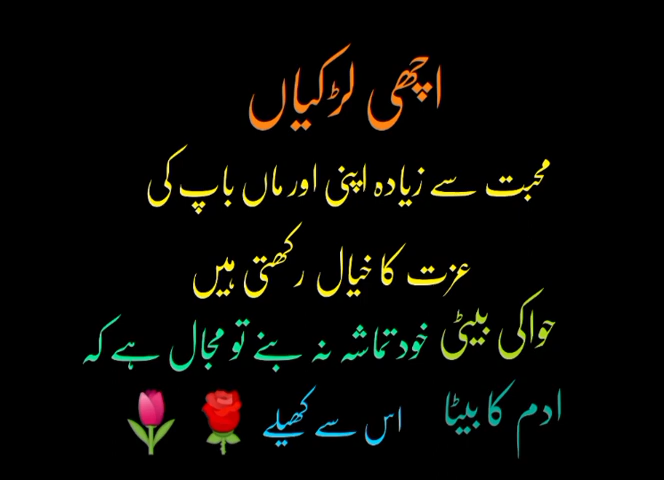 اچھی لڑکیاں
محبت سے زیادہ اپنی اور ماں باپ کی
عزت کا خیال رکھتی ہیں
حوا کی بیٹی خود تماشہ نہ بنے تو مجال ہے کہ
ادم کا بیٹا اس سے کھیلے 🌹🌷